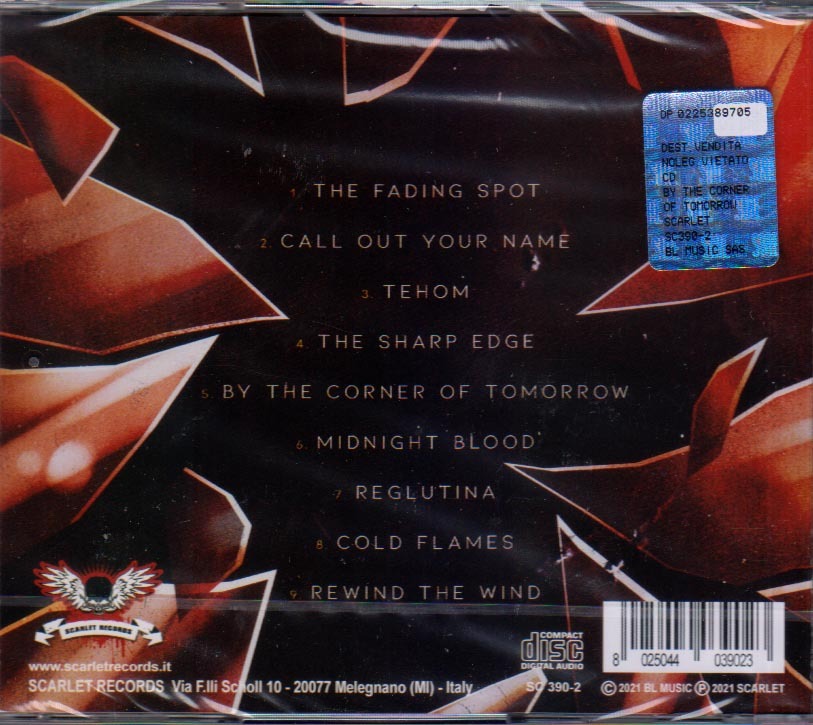 DP 0225389705
DEST.VENDITA
NOLEG.VIETATO
CD
BY THE CORNER
OF TOMORROW
SCARLET
SC390-2
BL MUSIC SAS
1. THE FADING SPOT
2. CALL OUT YOUR NAME
3. TEHOM
4. THE SHARP EDGE
5. BY THE CORNER OF TOMORROW
6. MIDNIGHT BLOOD
7. REGLUTINA
8. COLD FLAMES
9. REWIND THE WIND
SCARLET RECORDS
www.scarletrecords.it
SCARLET RECORDS Via F.lli Scholl 10 - 20077 Melegnano (MI) - Italy
COMPACT
disc
DIGITAL AUDIO
SC 390-2
8 025044 039023
© 2021 BL MUSIC ℗ 2021 SCARLET